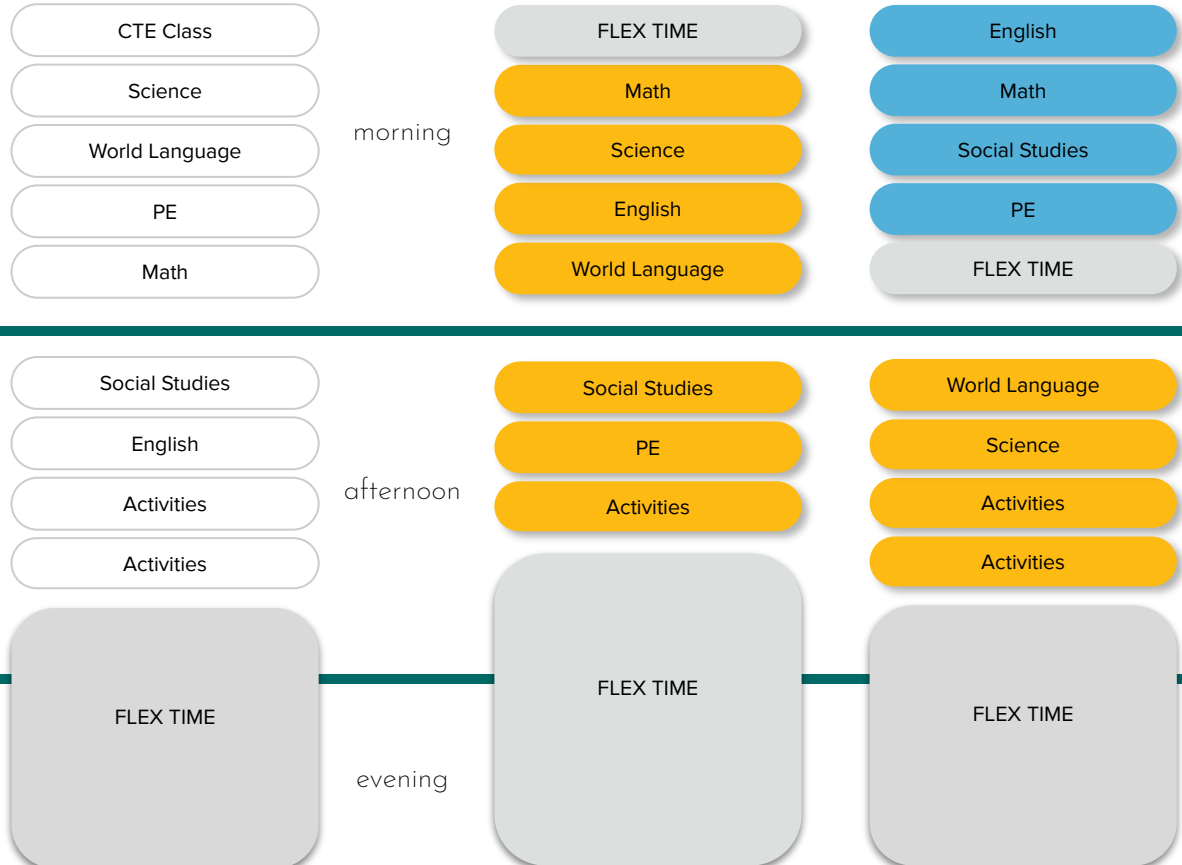 CTE Class
Science
World Language
PE
Math
morning
FLEX TIME
Math
Science
English
World Language
English
Math
Social Studies
PE
FLEX TIME
Social Studies
English
Activities
Activities
afternoon
Social Studies
PE
Activities
World Language
Science
Activities
Activities
FLEX TIME
evening
FLEX TIME
FLEX TIME